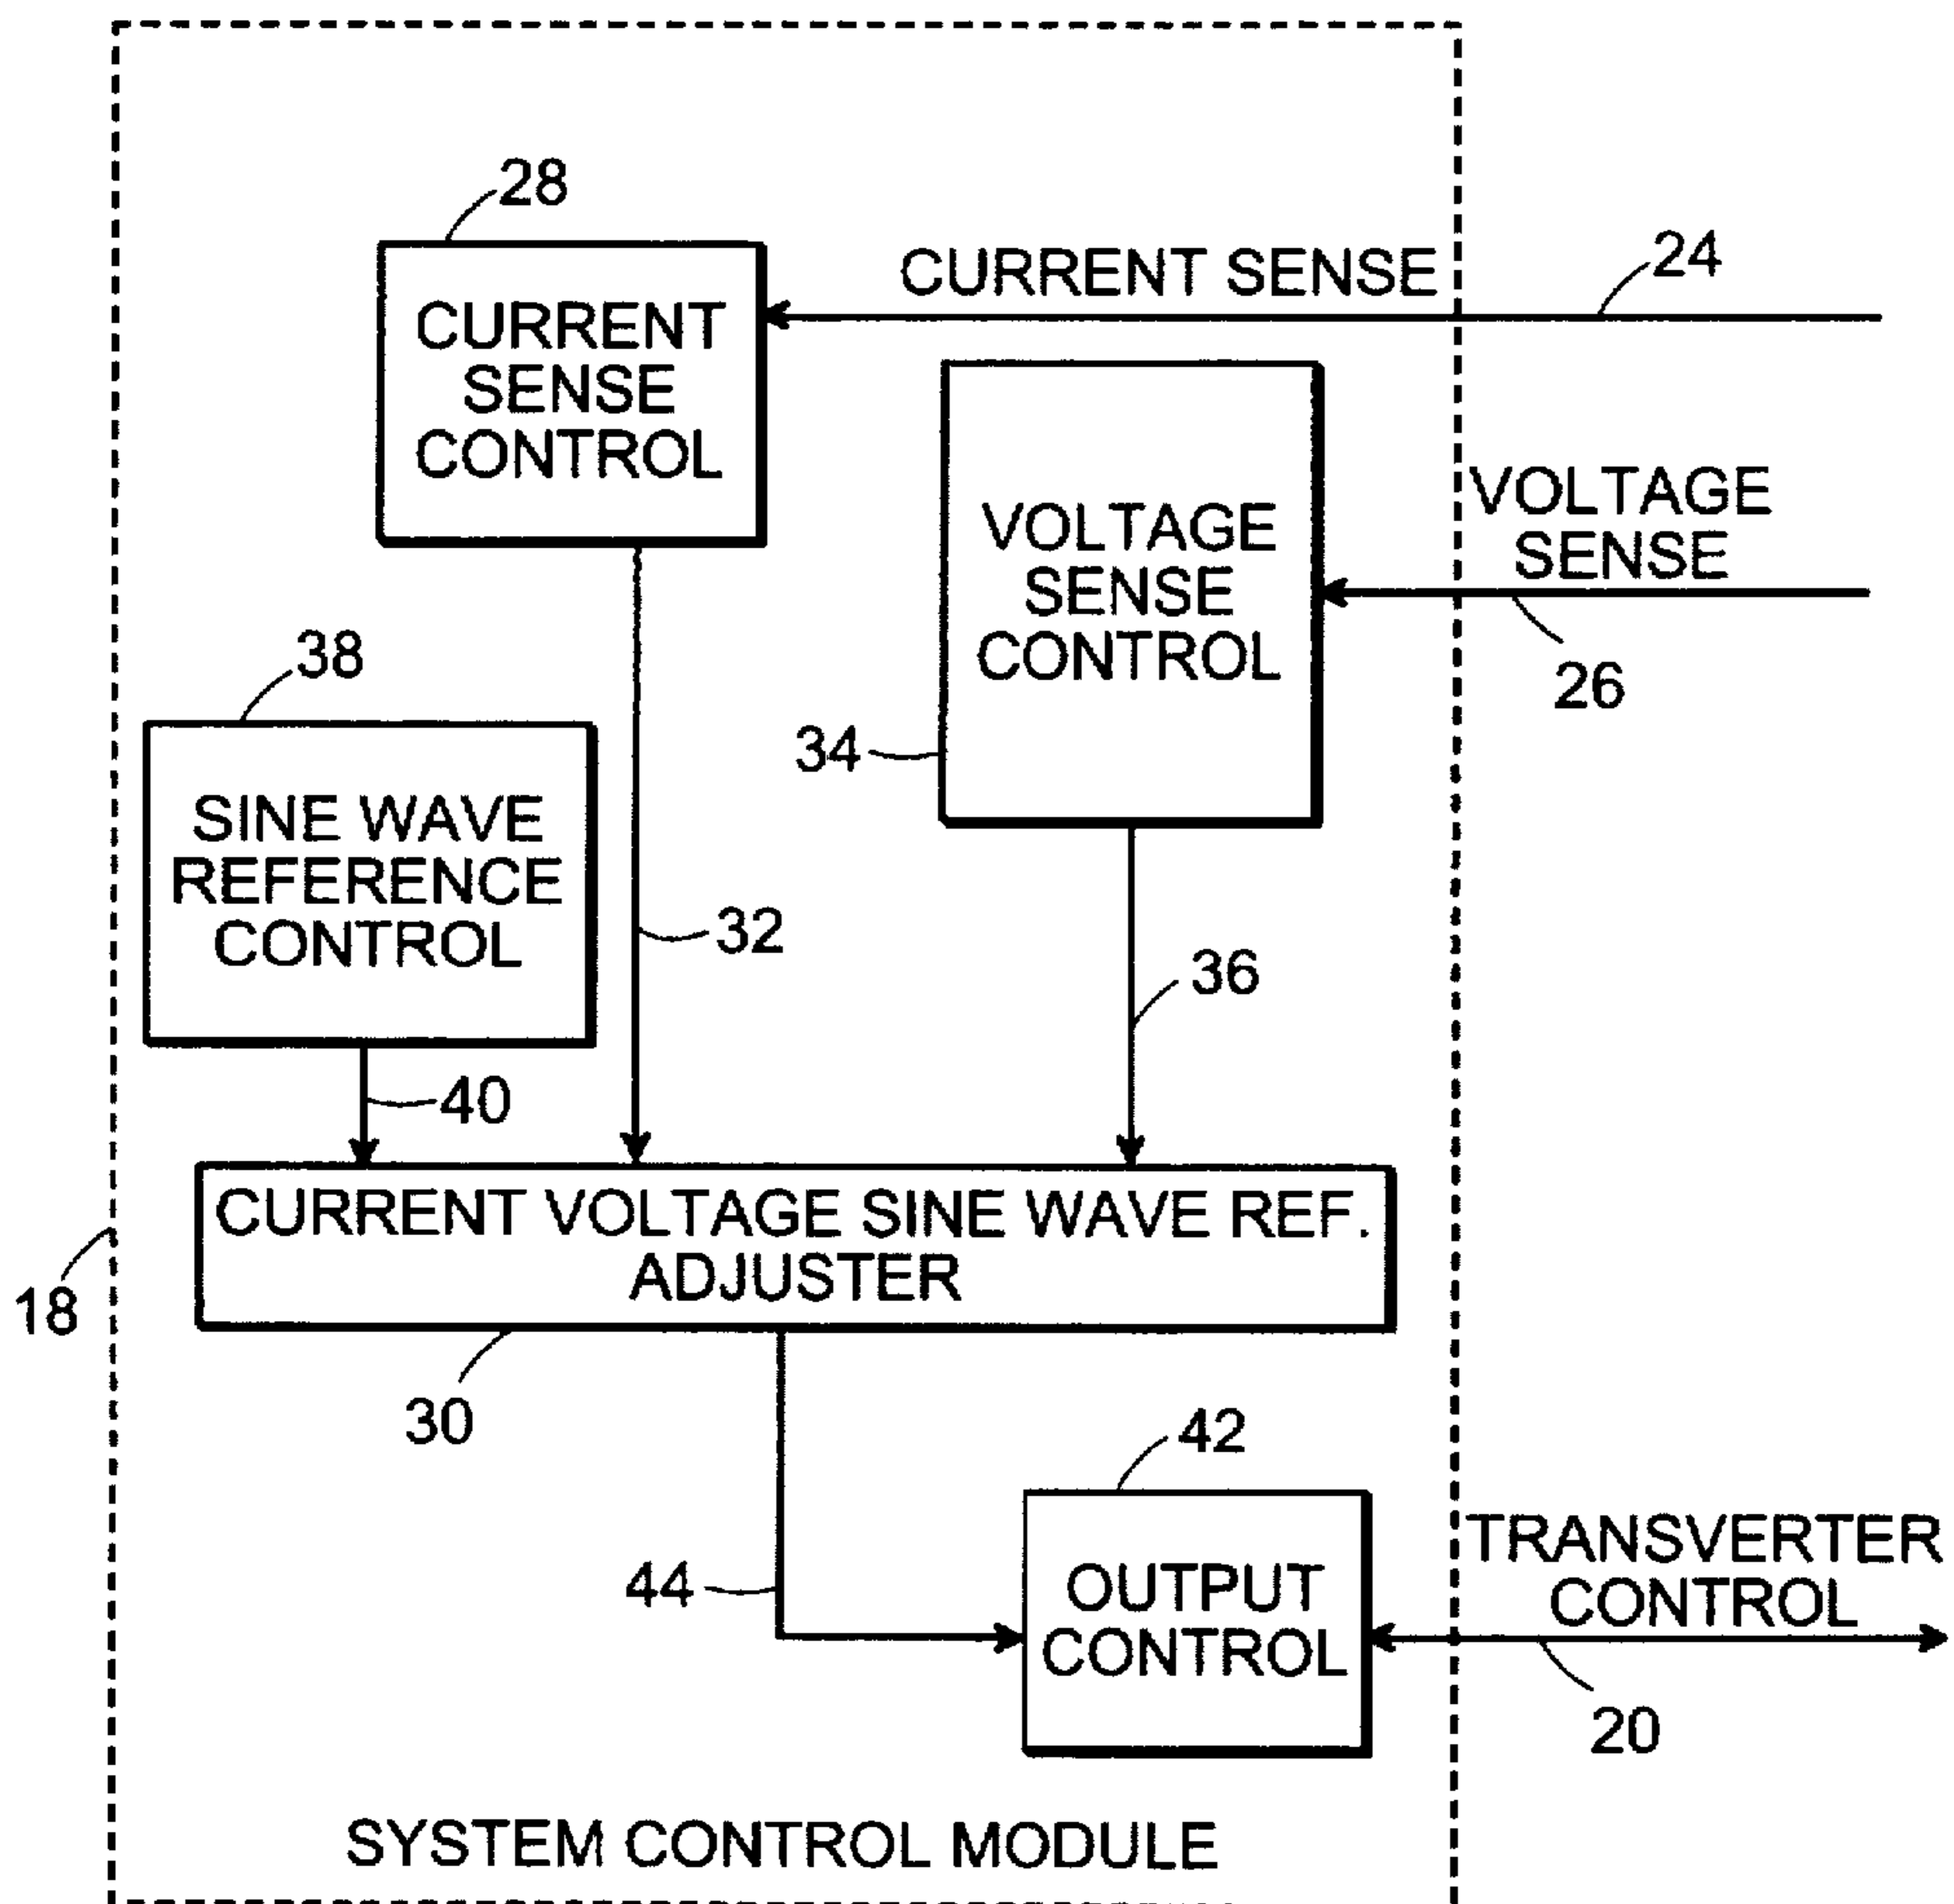 28
CURRENT SENSE
24
CURRENT
SENSE
CONTROL
VOLTAGE
SENSE
26
VOLTAGE
SENSE
CONTROL
34
38
SINE WAVE
REFERENCE
CONTROL
32
36
40
CURRENT VOLTAGE SINE WAVE REF.
ADJUSTER
18
30
42
TRANSVERTER
CONTROL
44
OUTPUT
CONTROL
20
SYSTEM CONTROL MODULE